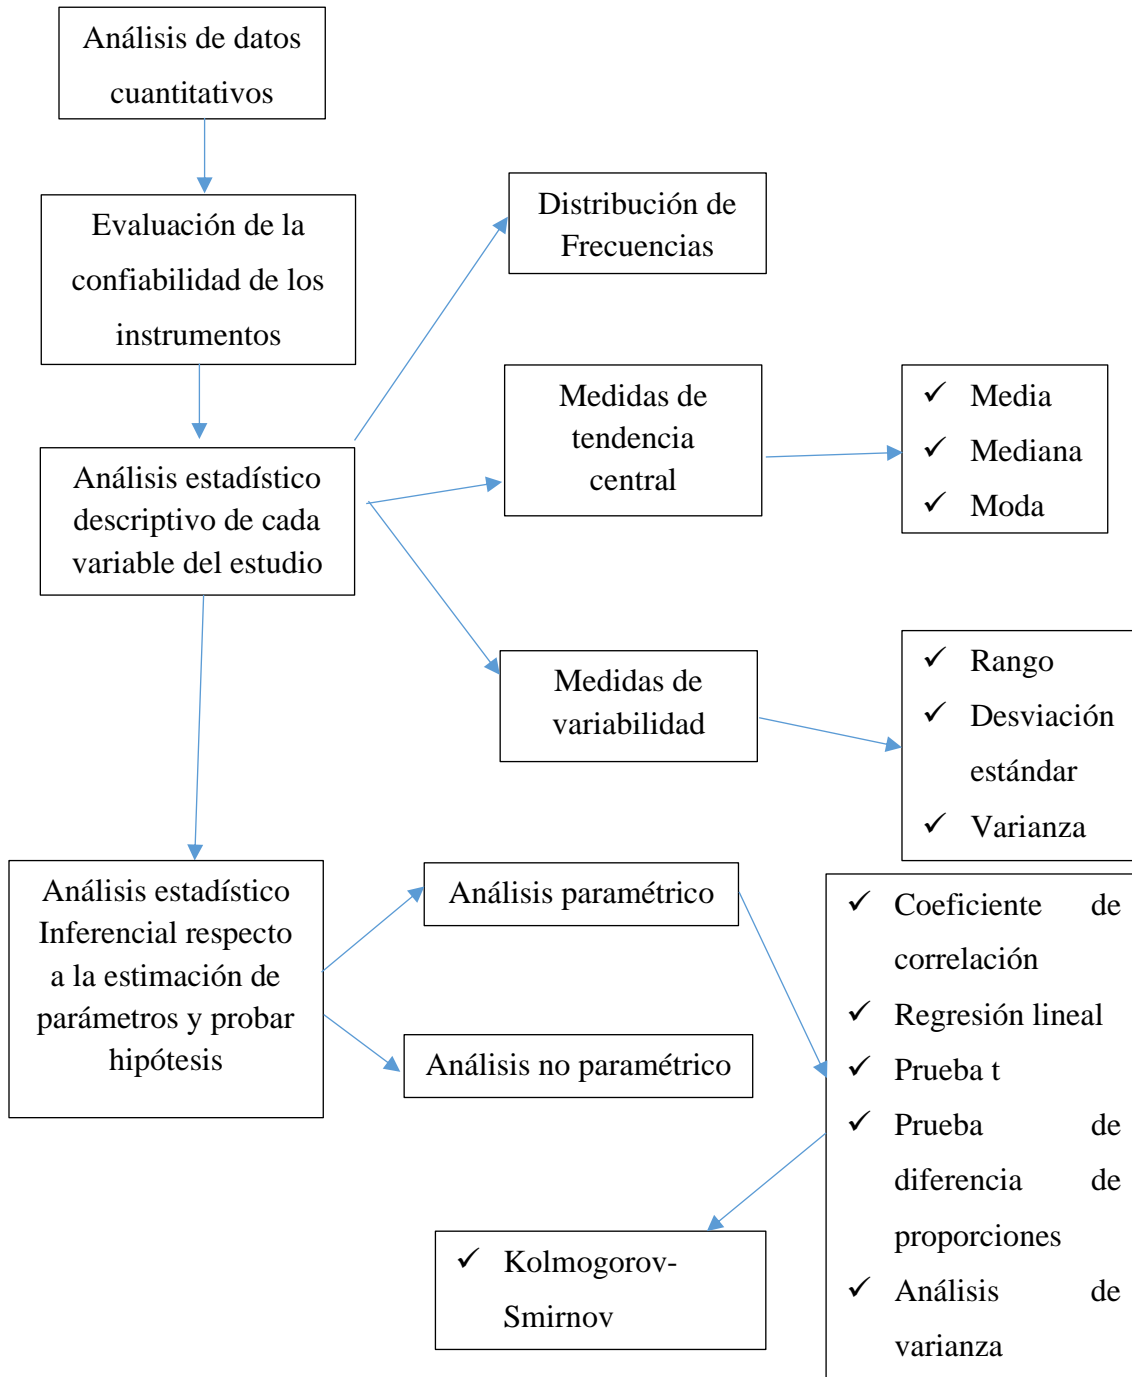 Análisis de datos
cuantitativos
Evaluación de la
confiabilidad de los
instrumentos
Distribución de
Frecuencias
Análisis estadístico
descriptivo de cada
variable del estudio
Medidas de
tendencia
central
✓ Media
✓ Mediana
✓ Moda
Medidas de
variabilidad
✓ Rango
✓ Desviación
estándar
✓ Varianza
Análisis estadístico
Inferencial respecto
a la estimación de
parámetros y probar
hipótesis
Análisis paramétrico
Análisis no paramétrico
✓ Coeficiente de
correlación
✓ Regresión lineal
✓ Prueba t
✓ Prueba de
diferencia de
proporciones
✓ Análisis de
varianza
✓ Kolmogorov-
Smirnov